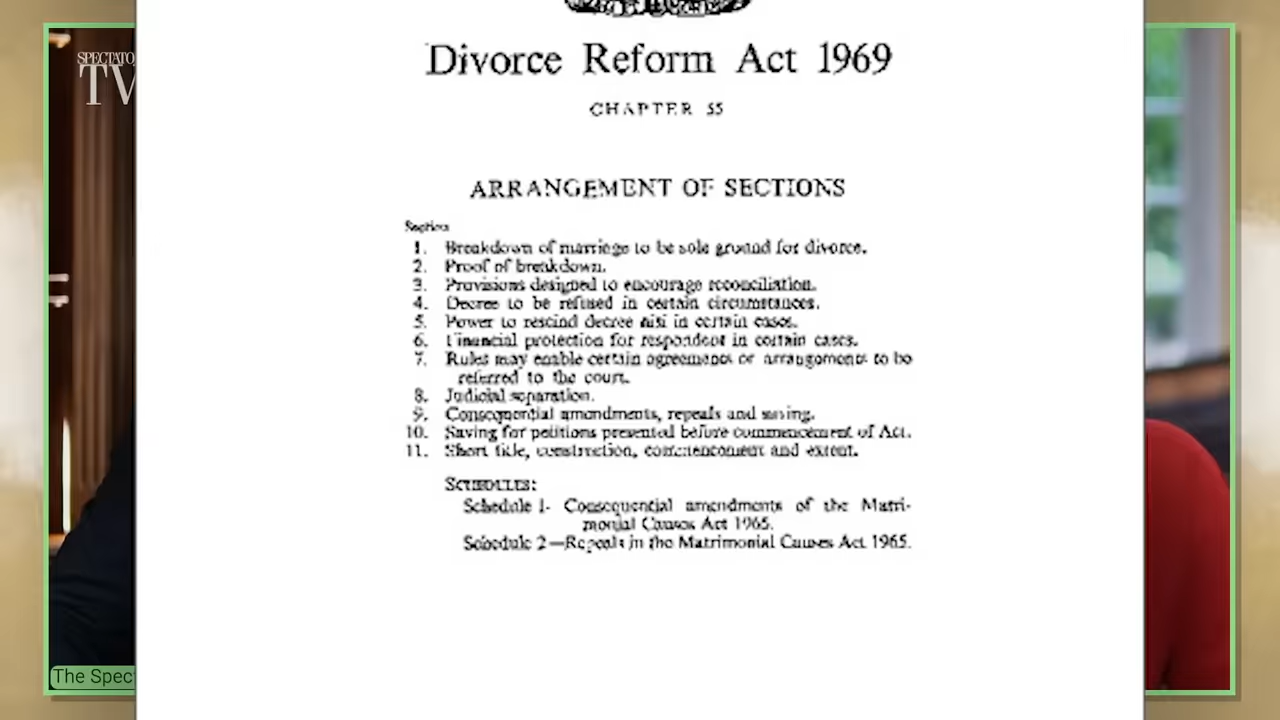 SPECTATO
TV
Divorce Reform Act 1969
CHAPTER 55
ARRANGEMENT OF SECTIONS
Section
1. Breakdown of marriage to be sole ground for divorce.
2. Proof of breakdown.
3. Provisions designed to encourage reconciliation.
4. Decree to be refused in certain circumstances.
5. Power to rescind decree nisi in certain cases.
6. Financial protection for respondent in certain cases.
7. Rules may enable certain agreements or arrangements to be
referred to the court.
8. Judicial separation.
9. Consequential amendments, repeals and saving.
10. Saving for petitions presented before commencement of Act.
11. Short title, construction, commencement and extent.
SCHEDULES:
Schedule 1- Consequential amendments of the Matri-
monial Causes Act 1965.
Schedule 2—Repeals in the Matrimonial Causes Act 1965.
The Spec